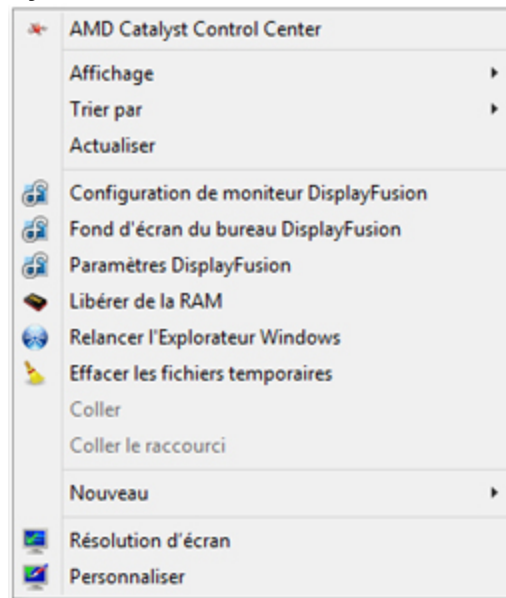 AMD Catalyst Control Center
Affichage
Trier par
Actualiser
Configuration de moniteur DisplayFusion
Fond d'écran du bureau DisplayFusion
Paramètres DisplayFusion
Libérer de la RAM
Relancer l'Explorateur Windows
Effacer les fichiers temporaires
Coller
Coller le raccourci
Nouveau
Résolution d'écran
Personnaliser